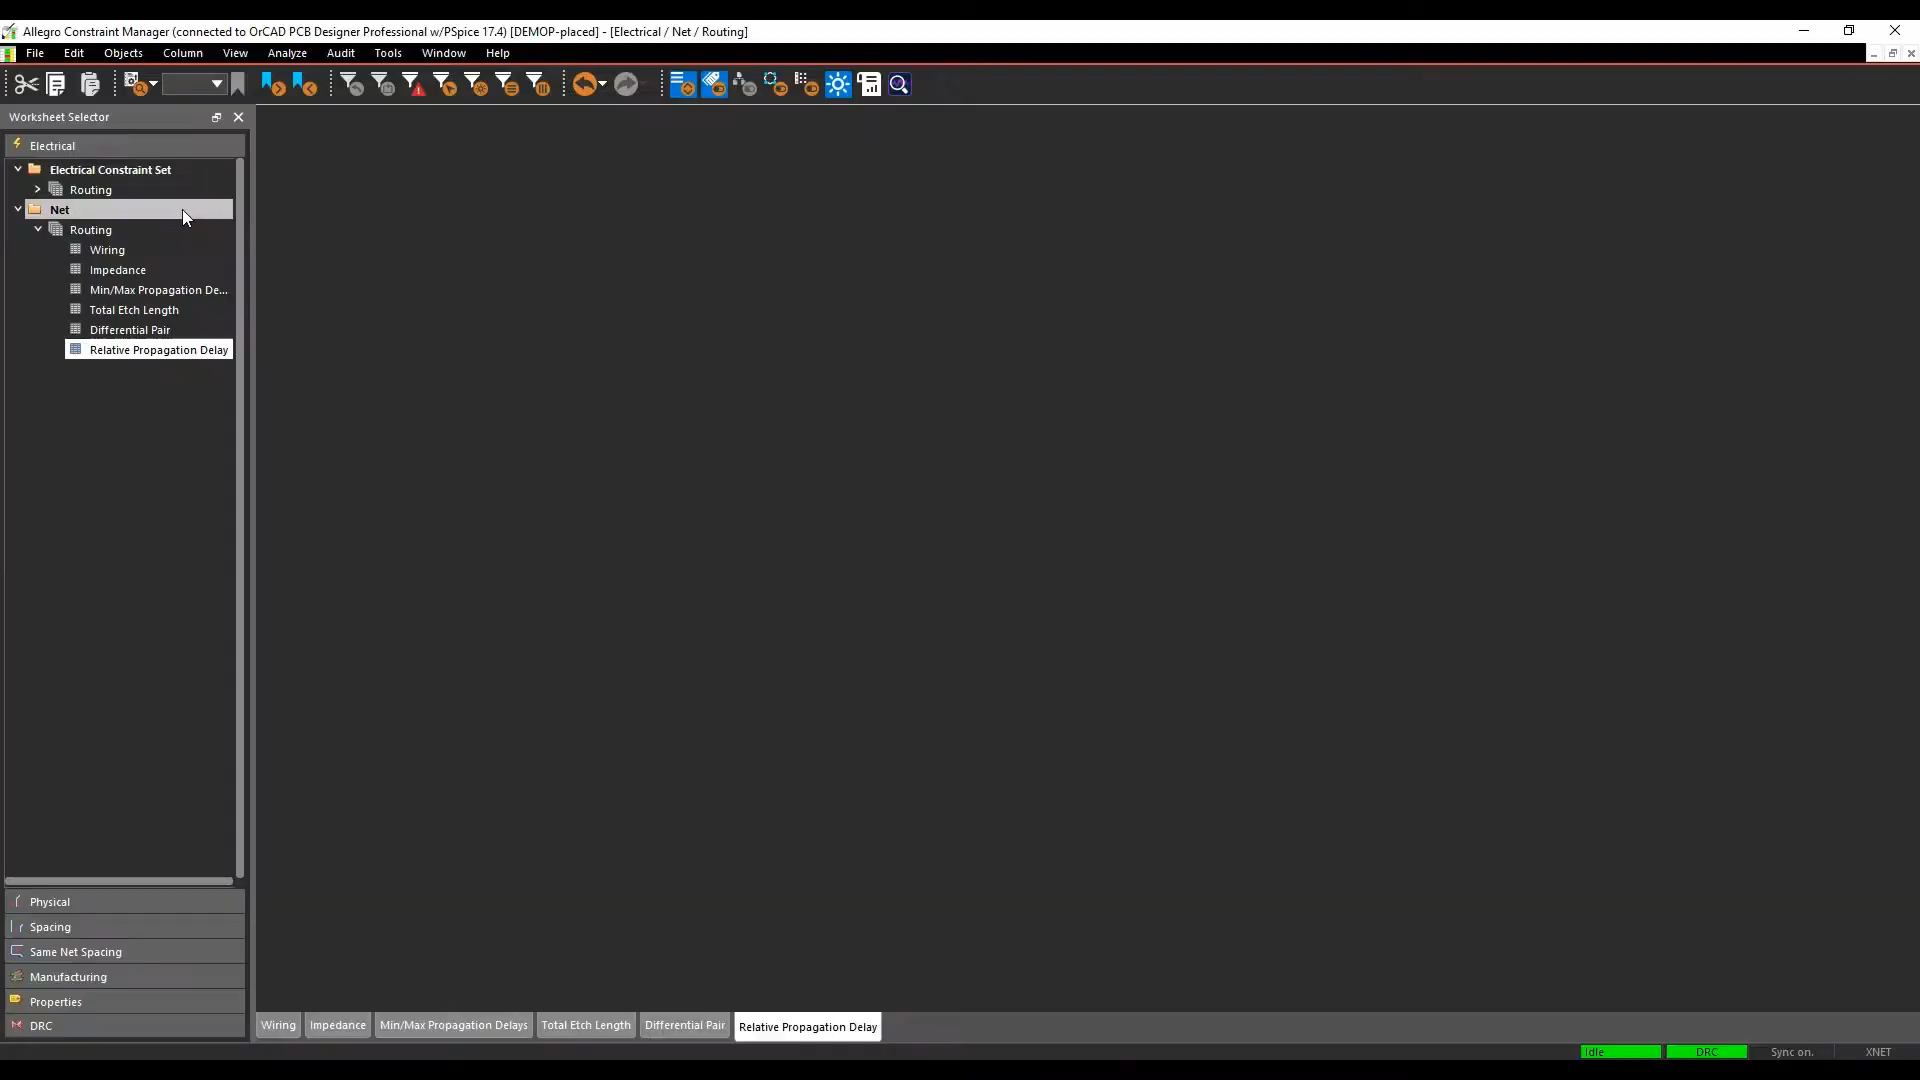 Allegro Constraint Manager (connected to OrCAD PCB Designer Professional w/PSpice 17.4) [DEMOP-placed] - [Electrical / Net / Routing]
File Edit Objects Column View Analyze Audit Tools Window Help
Worksheet Selector
Electrical
Electrical Constraint Set
Routing
Net
Routing
Wiring
Impedance
Min/Max Propagation De...
Total Etch Length
Differential Pair
Relative Propagation Delay
Physical
Spacing
Same Net Spacing
Manufacturing
Properties
DRC
Wiring Impedance Min/Max Propagation Delays Total Etch Length Differential Pair Relative Propagation Delay
Idle DRC Sync on. XNET